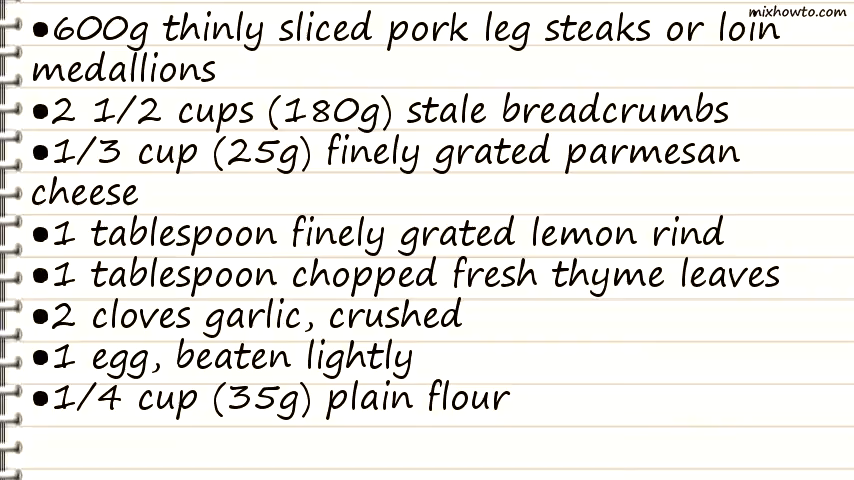 mixhowto.com
•600g thinly sliced pork leg steaks or loin
medallions
•2 1/2 cups (180g) stale breadcrumbs
•1/3 cup (25g) finely grated parmesan
cheese
•1 tablespoon finely grated lemon rind
•1 tablespoon chopped fresh thyme leaves
•2 cloves garlic, crushed
•1 egg, beaten lightly
•1/4 cup (35g) plain flour